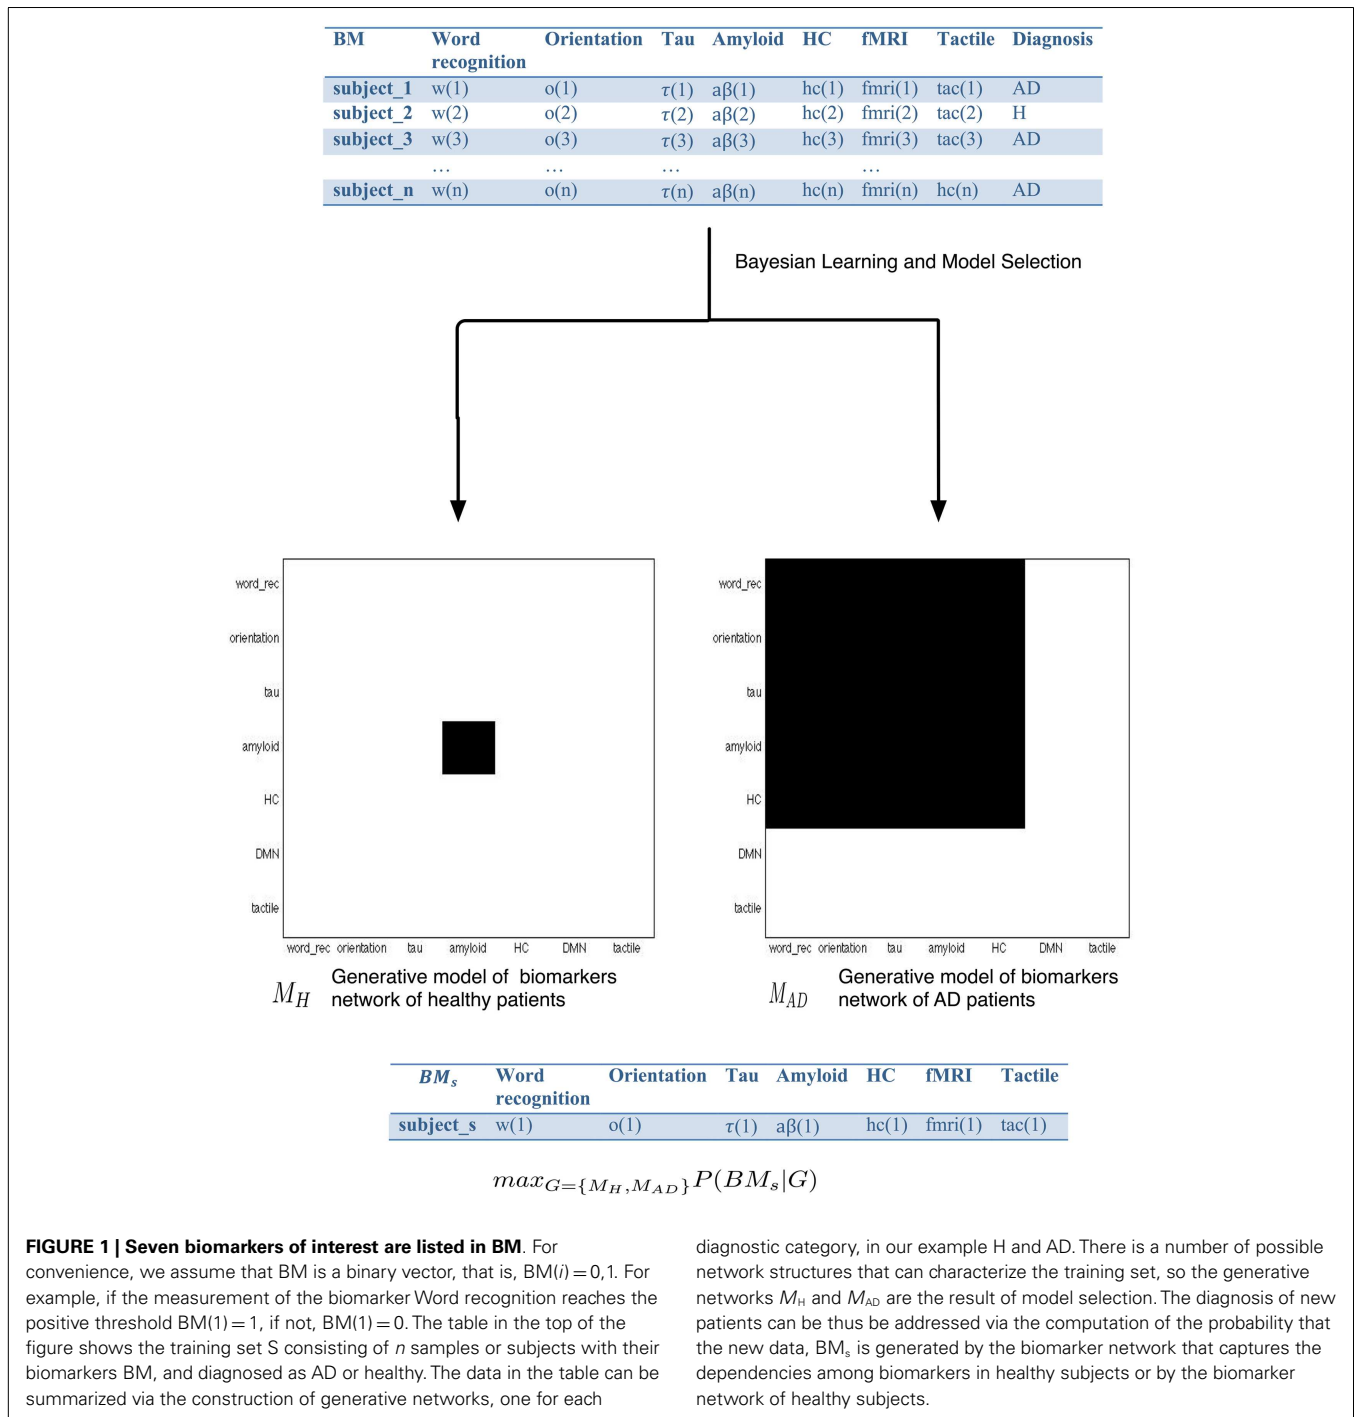 BM Word recognition Orientation Tau Amyloid HC fMRI Tactile Diagnosis
subject_1 w(1) o(1) τ(1) aβ(1) hc(1) fmri(1) tac(1) AD
subject_2 w(2) o(2) τ(2) aβ(2) hc(2) fmri(2) tac(2) H
subject_3 w(3) o(3) τ(3) aβ(3) hc(3) fmri(3) tac(3) AD
… … … …
subject_n w(n) o(n) τ(n) aβ(n) hc(n) fmri(n) hc(n) AD
Bayesian Learning and Model Selection
word_rec
orientation
tau
amyloid
HC
DMN
tactile
word_rec orientation tau amyloid HC DMN tactile
M_H Generative model of biomarkers
network of healthy patients
word_rec
orientation
tau
amyloid
HC
DMN
tactile
word_rec orientation tau amyloid HC DMN tactile
M_AD Generative model of biomarkers
network of AD patients
BM_s Word recognition Orientation Tau Amyloid HC fMRI Tactile
subject_s w(1) o(1) τ(1) aβ(1) hc(1) fmri(1) tac(1)
max_{G={M_H,M_AD}} P(BM_s|G)
FIGURE 1 | Seven biomarkers of interest are listed in BM. For
convenience, we assume that BM is a binary vector, that is, BM(i) = 0,1. For
example, if the measurement of the biomarker Word recognition reaches the
positive threshold BM(1) = 1, if not, BM(1) = 0. The table in the top of the
figure shows the training set S consisting of n samples or subjects with their
biomarkers BM, and diagnosed as AD or healthy. The data in the table can be
summarized via the construction of generative networks, one for each
diagnostic category, in our example H and AD. There is a number of possible
network structures that can characterize the training set, so the generative
networks M_H and M_AD are the result of model selection. The diagnosis of new
patients can be thus be addressed via the computation of the probability that
the new data, BM_s is generated by the biomarker network that captures the
dependencies among biomarkers in healthy subjects or by the biomarker
network of healthy subjects.